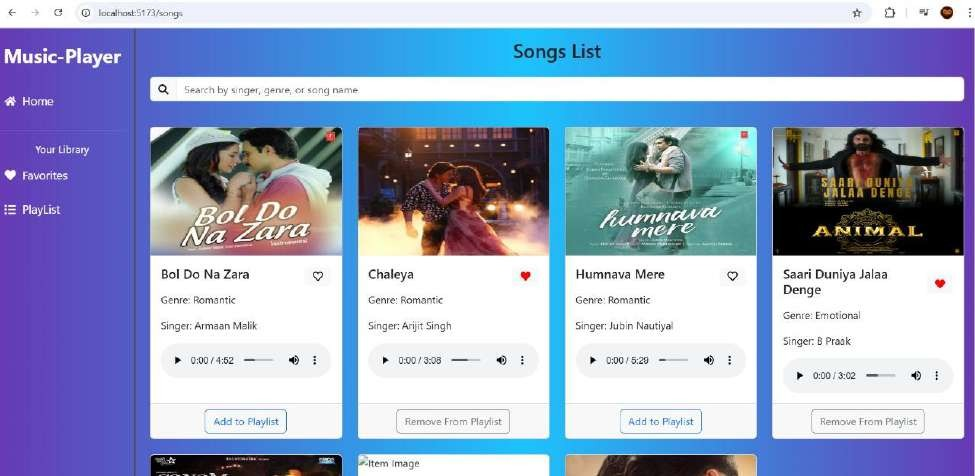 localhost:5173/songs
Music-Player
Home
Your Library
Favorites
PlayList
Songs List
Search by singer, genre, or song name
BOL DO
NA ZARA
Bol Do Na Zara
Genre: Romantic
Singer: Armaan Malik
0:00 / 4:52
Add to Playlist
Chaleya
Genre: Romantic
Singer: Arijit Singh
0:00 / 3:08
Remove From Playlist
humnava
mere
Humnava Mere
Genre: Romantic
Singer: Jubin Nautiyal
0:00 / 5:29
Add to Playlist
SAARI DUNIYA
JALAA DENGE
ANIMAL
Saari Duniya Jalaa
Denge
Genre: Emotional
Singer: B Praak
0:00 / 3:02
Remove From Playlist
Item Image